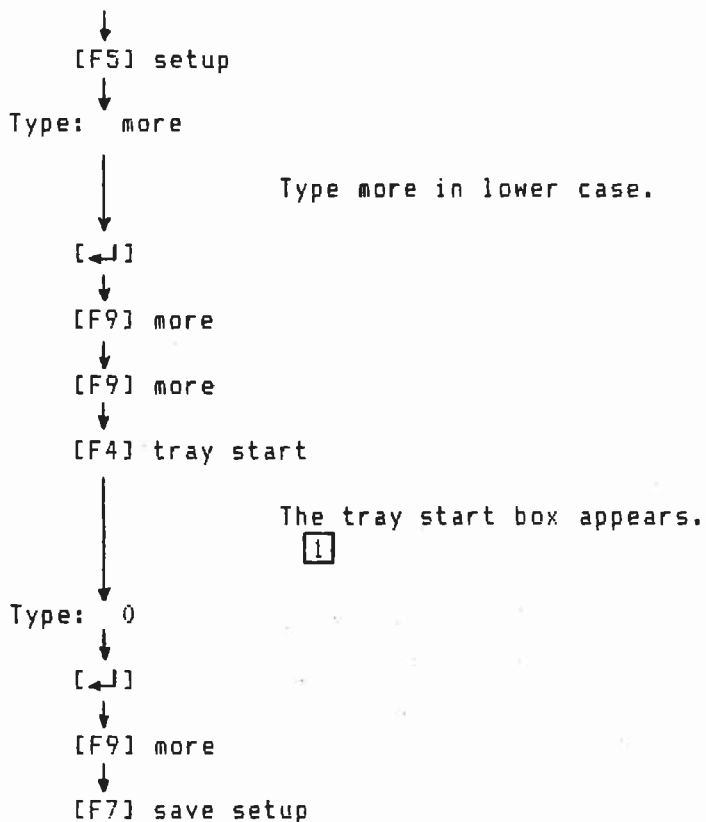 [F5] setup
Type: more
Type more in lower case.
[↵]
[F9] more
[F9] more
[F4] tray start
The tray start box appears.
1
Type: 0
[↵]
[F9] more
[F7] save setup